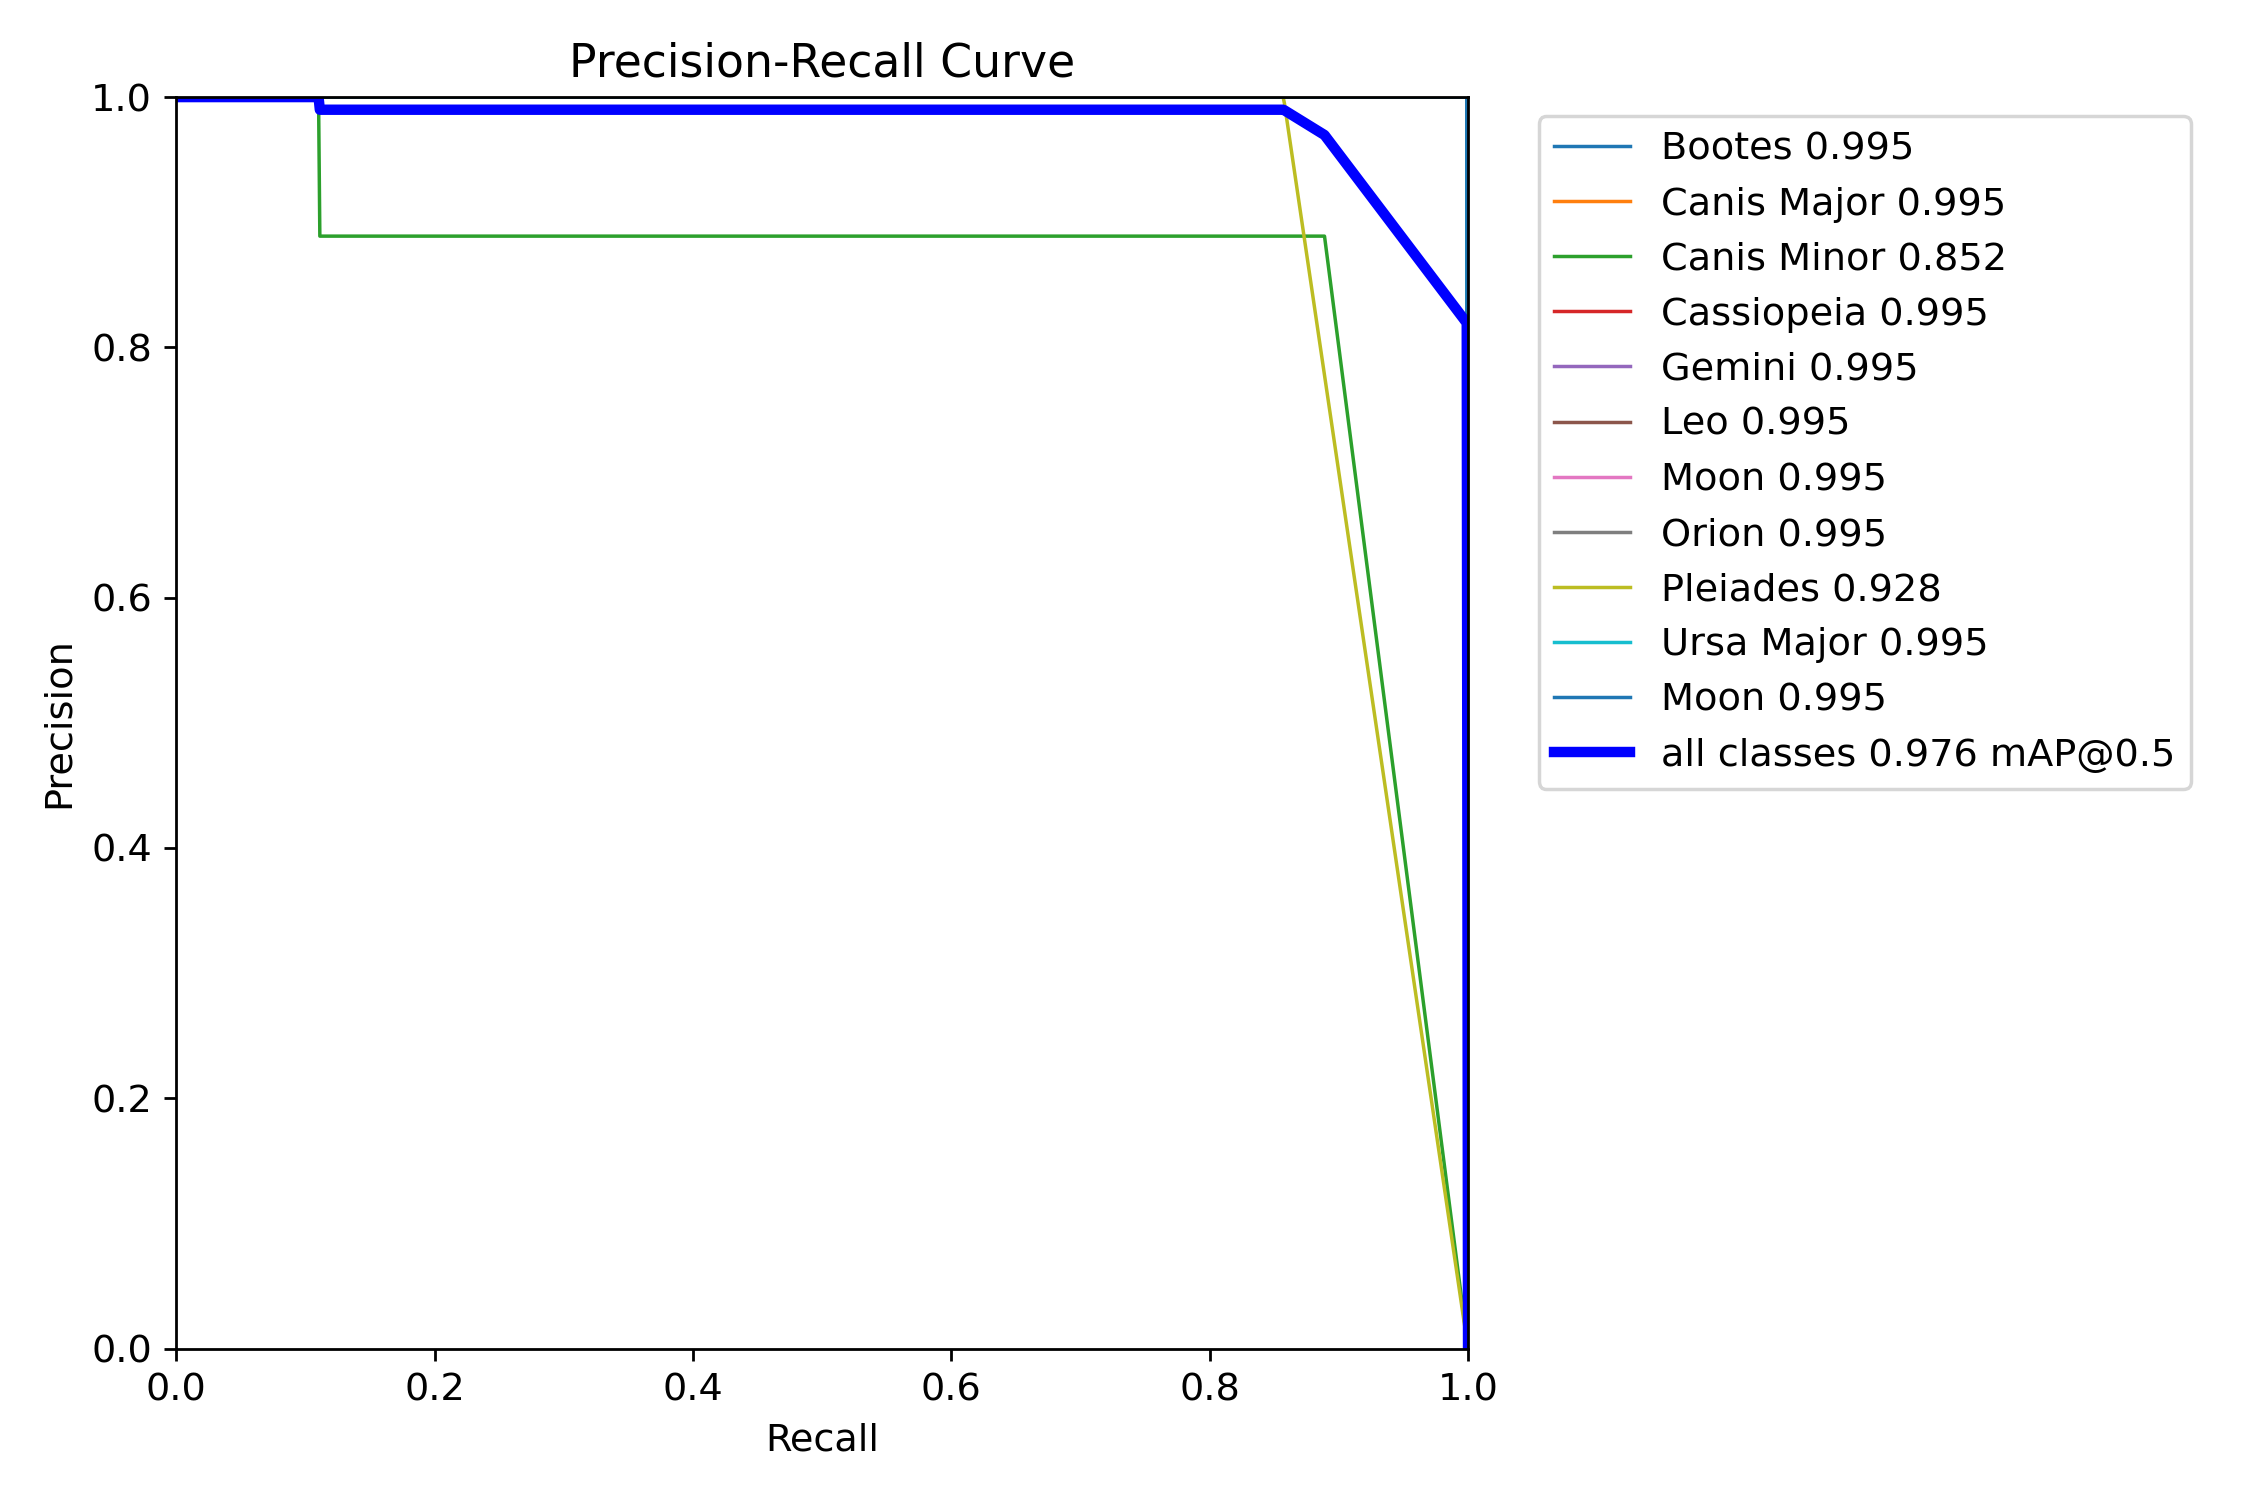 Precision-Recall Curve
1.0
0.8
0.6
0.4
0.2
0.0
Precision
0.0 0.2 0.4 0.6 0.8 1.0
Recall
Bootes 0.995
Canis Major 0.995
Canis Minor 0.852
Cassiopeia 0.995
Gemini 0.995
Leo 0.995
Moon 0.995
Orion 0.995
Pleiades 0.928
Ursa Major 0.995
Moon 0.995
all classes 0.976 mAP@0.5